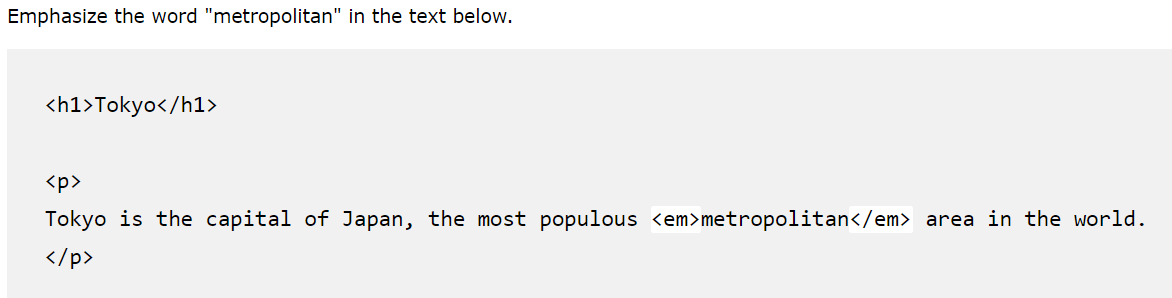 Emphasize the word "metropolitan" in the text below.
<h1>Tokyo</h1>
<p>
Tokyo is the capital of Japan, the most populous <em>metropolitan</em> area in the world.
</p>